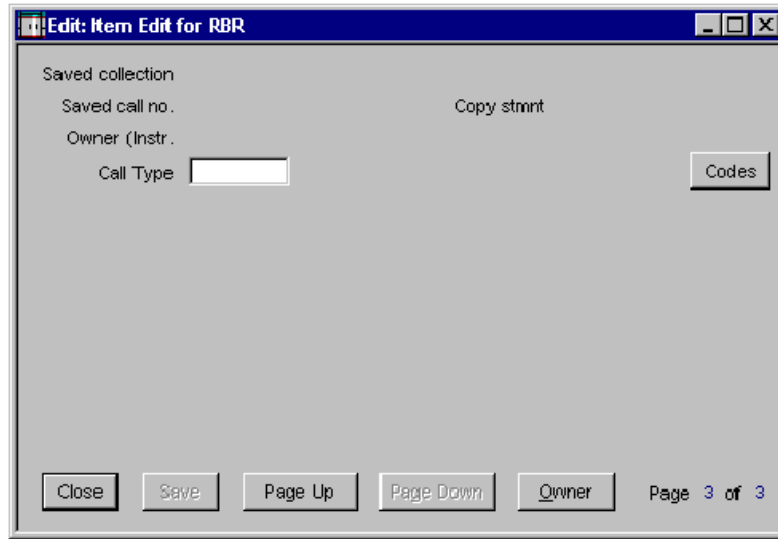 Edit: Item Edit for RBR
Saved collection
Saved call no. Copy stmnt
Owner (Instr.
Call Type Codes
Close Save Page Up Page Down Owner Page 3 of 3